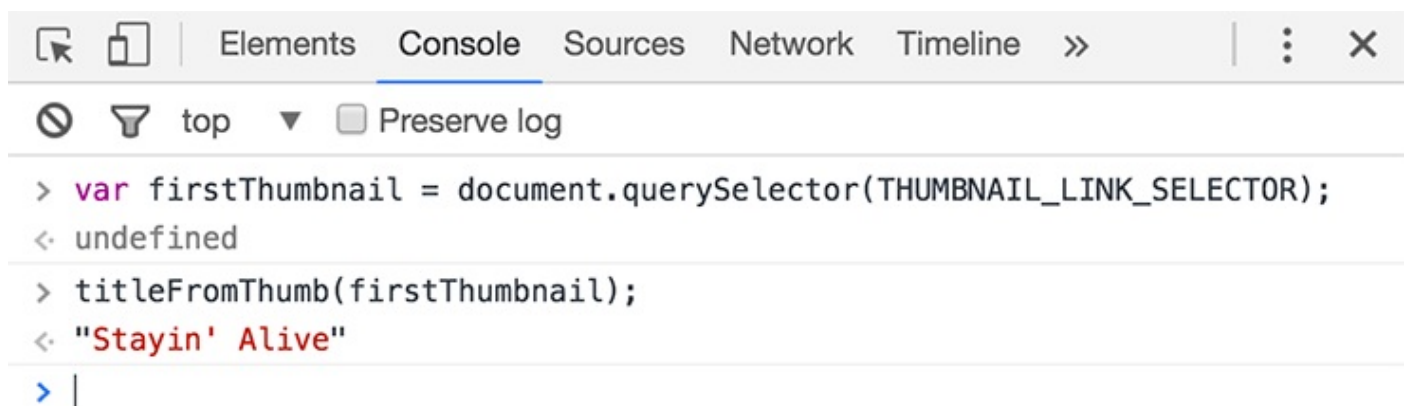 Elements Console Sources Network Timeline »
top ▼ Preserve log
> var firstThumbnail = document.querySelector(THUMBNAIL_LINK_SELECTOR);
<· undefined
> titleFromThumb(firstThumbnail);
<· "Stayin' Alive"
>